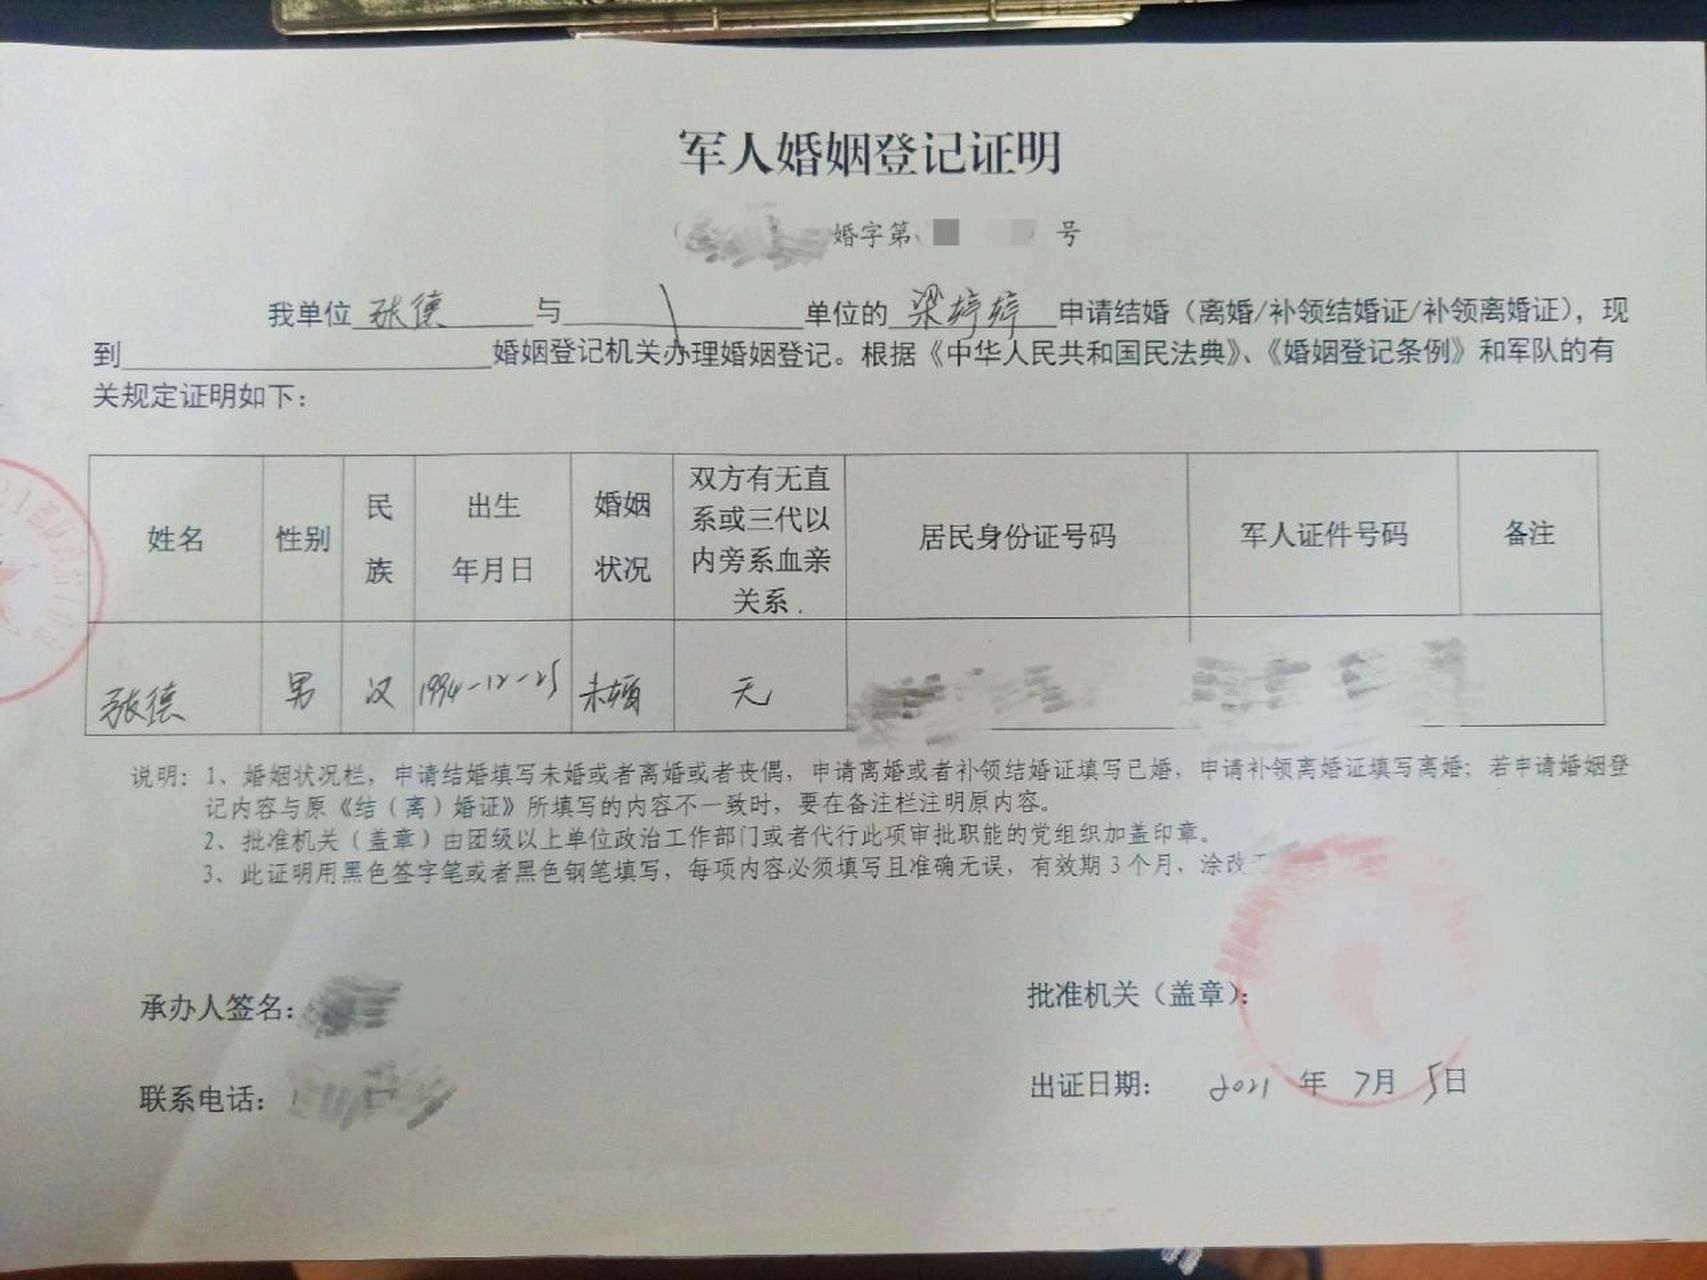 军人婚姻登记证明
婚字第 号
我单位 张德 与 单位的 梁婷婷 申请结婚（离婚/补领结婚证/补领离婚证），现
到 婚姻登记机关办理婚姻登记。根据《中华人民共和国民法典》、《婚姻登记条例》和军队的有
关规定证明如下：
姓名 性别 民族 出生年月日 婚姻状况 双方有无直系或三代以内旁系血亲关系. 居民身份证号码 军人证件号码 备注
张德 男 汉 1994-12-25 未婚 无
说明：1、婚姻状况栏，申请结婚填写未婚或者离婚或者丧偶，申请离婚或者补领结婚证填写已婚，申请补领离婚证填写离婚；若申请婚姻登
记内容与原《结（离）婚证》所填写的内容不一致时，要在备注栏注明原内容。
2、批准机关（盖章）由团级以上单位政治工作部门或者代行此项审批职能的党组织加盖印章。
3、此证明用黑色签字笔或者黑色钢笔填写，每项内容必须填写且准确无误，有效期3个月，涂改
承办人签名： 批准机关（盖章）：
联系电话： 出证日期： 2021 年 7月 5日